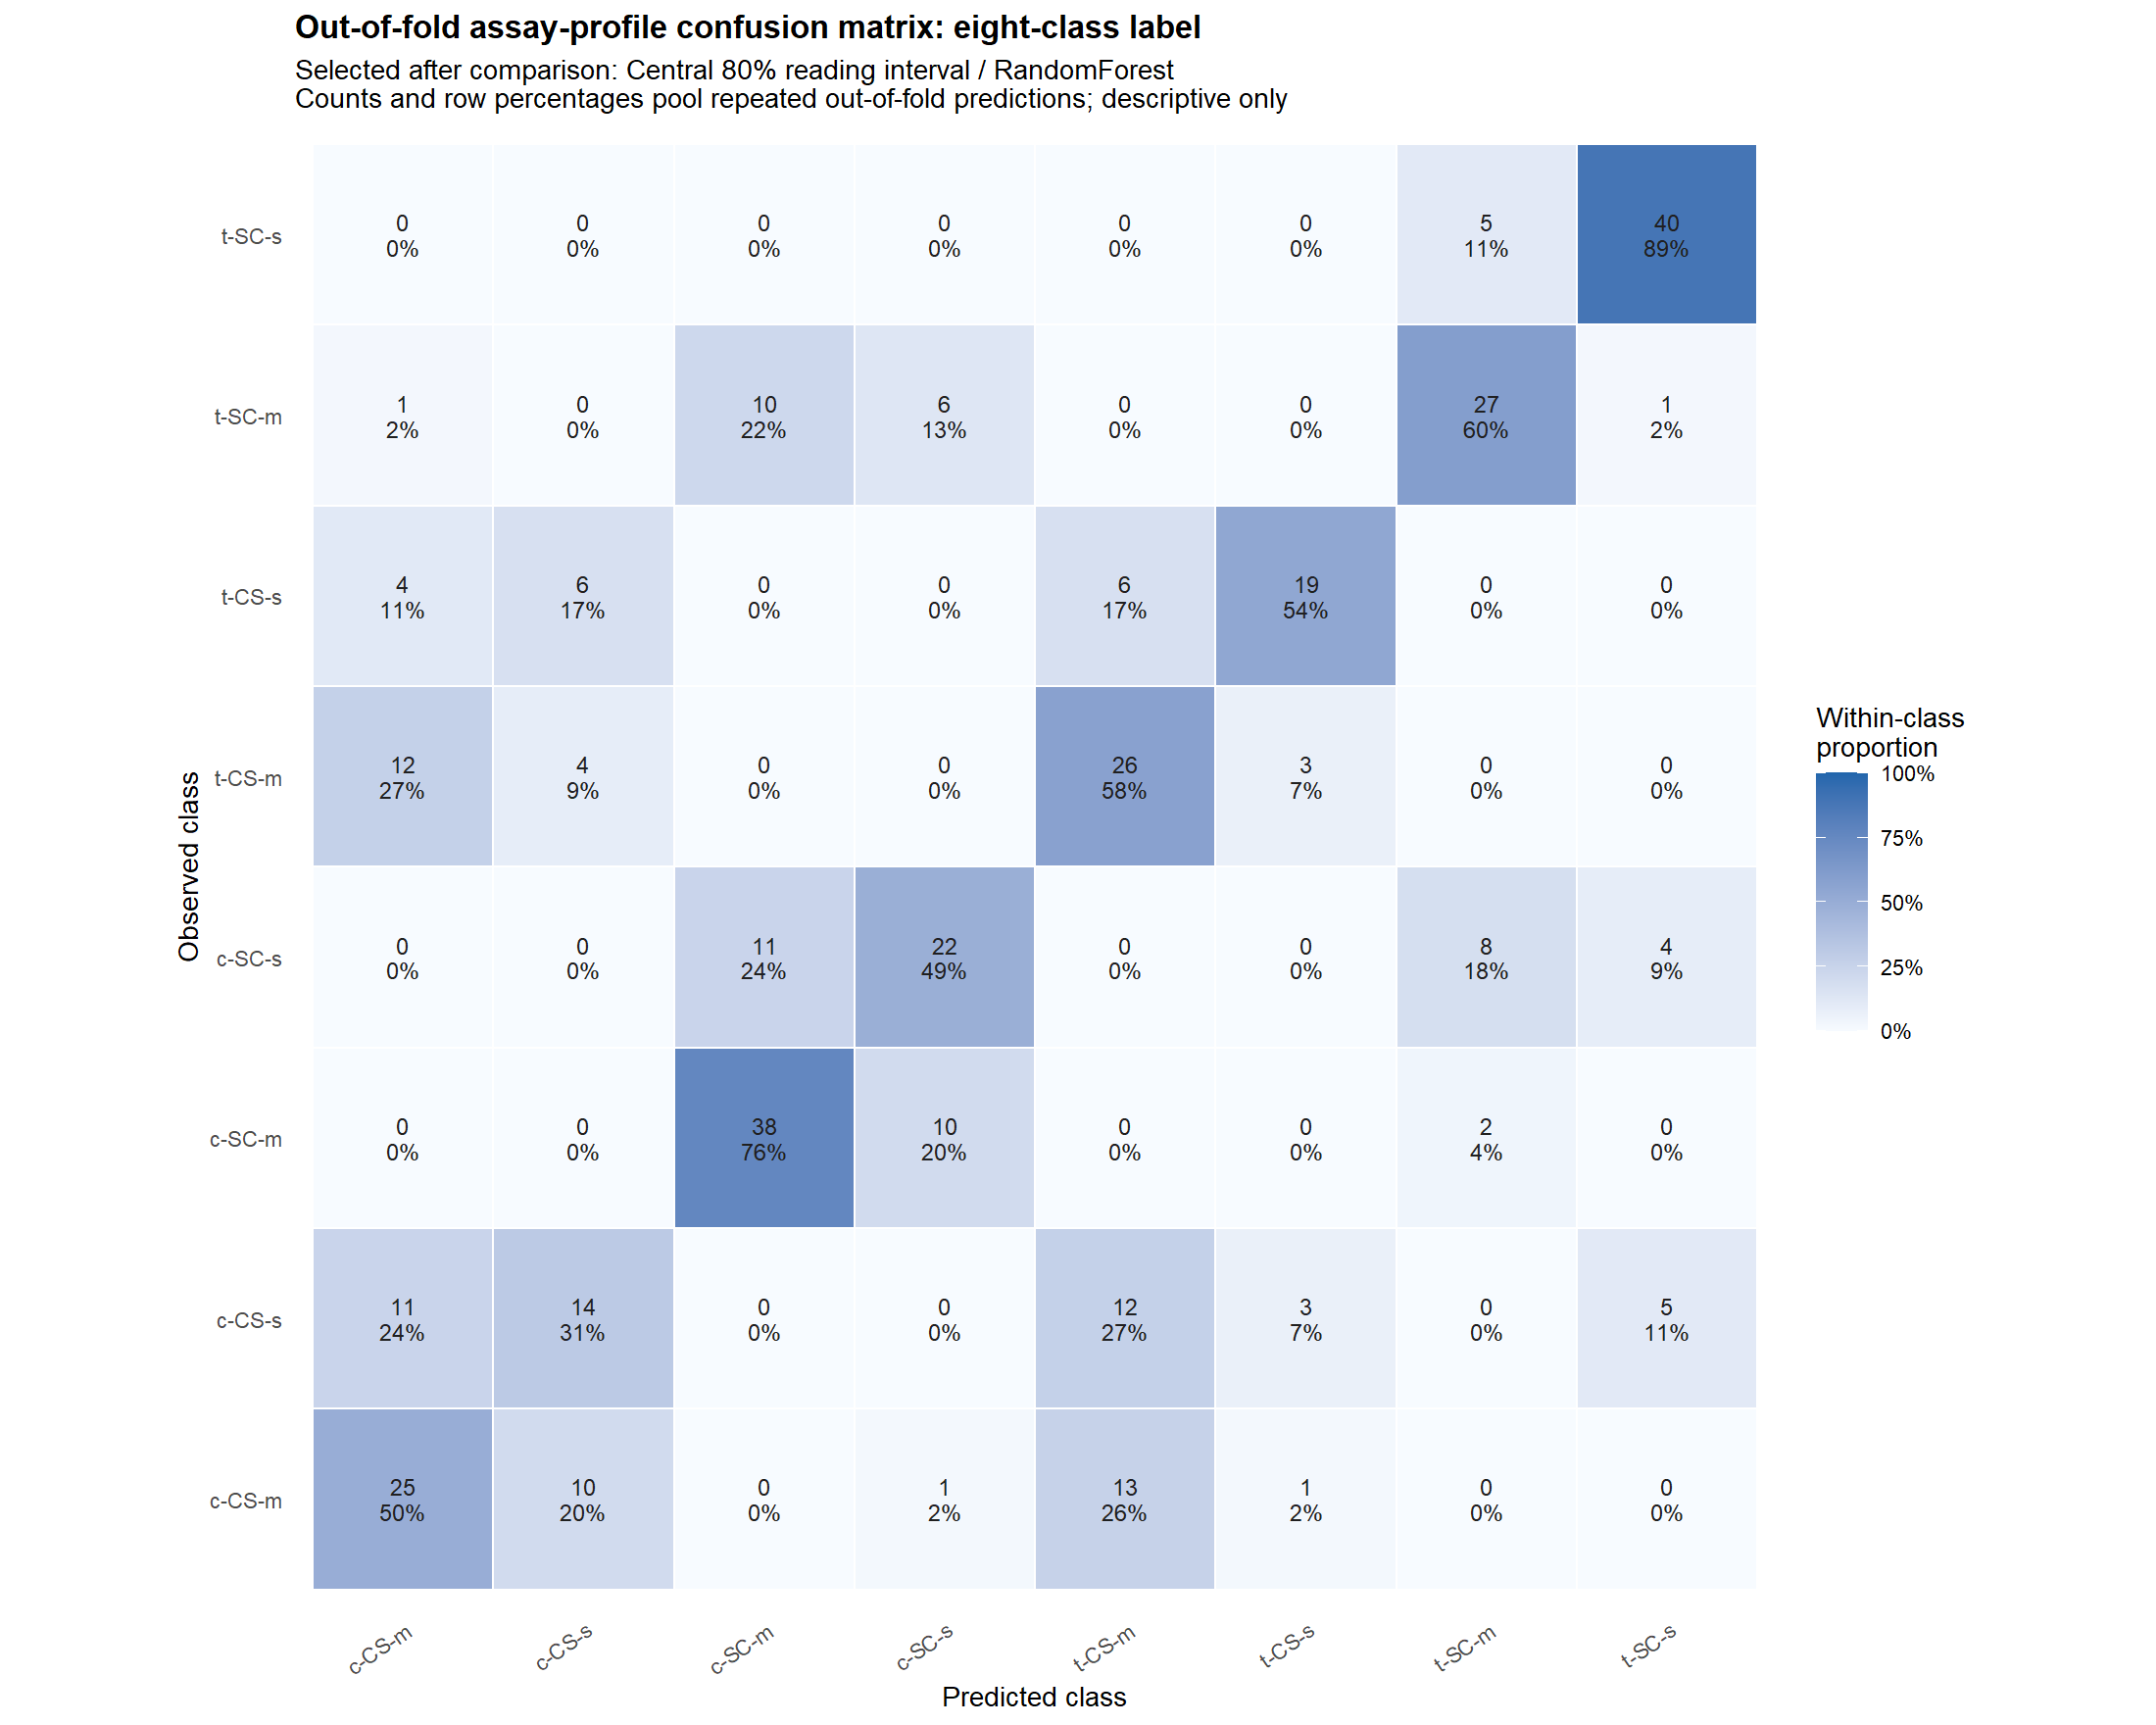 Out-of-fold assay-profile confusion matrix: eight-class label
Selected after comparison: Central 80% reading interval / RandomForest
Counts and row percentages pool repeated out-of-fold predictions; descriptive only
Observed class
t-SC-s
0 0 0 0 0 0 5 40
0% 0% 0% 0% 0% 0% 11% 89%
t-SC-m
1 0 10 6 0 0 27 1
2% 0% 22% 13% 0% 0% 60% 2%
t-CS-s
4 6 0 0 6 19 0 0
11% 17% 0% 0% 17% 54% 0% 0%
t-CS-m
12 4 0 0 26 3 0 0
27% 9% 0% 0% 58% 7% 0% 0%
c-SC-s
0 0 11 22 0 0 8 4
0% 0% 24% 49% 0% 0% 18% 9%
c-SC-m
0 0 38 10 0 0 2 0
0% 0% 76% 20% 0% 0% 4% 0%
c-CS-s
11 14 0 0 12 3 0 5
24% 31% 0% 0% 27% 7% 0% 11%
c-CS-m
25 10 0 1 13 1 0 0
50% 20% 0% 2% 26% 2% 0% 0%
c-CS-m c-CS-s c-SC-m c-SC-s t-CS-m t-CS-s t-SC-m t-SC-s
Predicted class
Within-class
proportion
100%
75%
50%
25%
0%